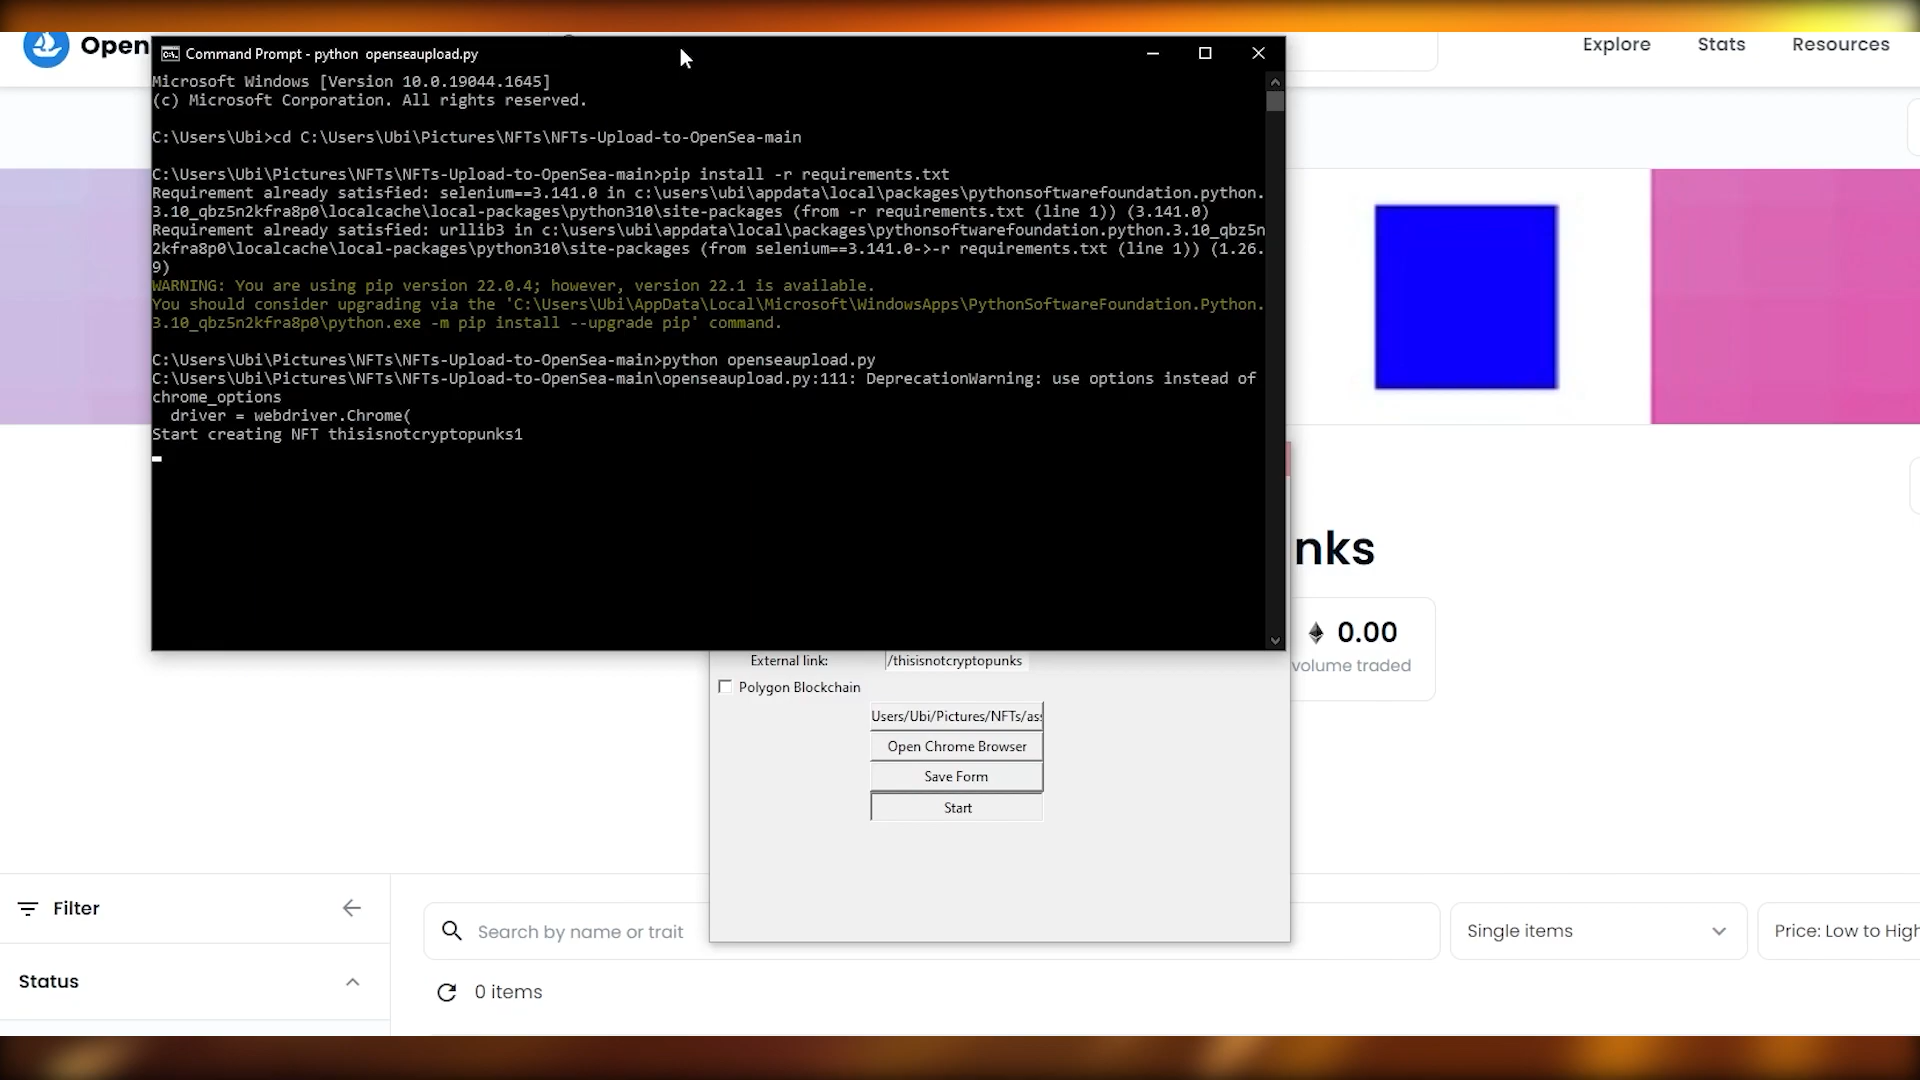 Open
Explore
Stats
Resources
Command Prompt - python openseaupload.py
Microsoft Windows [Version 10.0.19044.1645]
(c) Microsoft Corporation. All rights reserved.
C:\Users\Ubi>cd C:\Users\Ubi\Pictures\NFTs\NFTs-Upload-to-OpenSea-main
C:\Users\Ubi\Pictures\NFTs\NFTs-Upload-to-OpenSea-main>pip install -r requirements.txt
Requirement already satisfied: selenium==3.141.0 in c:\users\ubi\appdata\local\packages\pythonsoftwarefoundation.python.
3.10_qbz5n2kfra8p0\localcache\local-packages\python310\site-packages (from -r requirements.txt (line 1)) (3.141.0)
Requirement already satisfied: urllib3 in c:\users\ubi\appdata\local\packages\pythonsoftwarefoundation.python.3.10_qbz5n
2kfra8p0\localcache\local-packages\python310\site-packages (from selenium==3.141.0->-r requirements.txt (line 1)) (1.26.
9)
WARNING: You are using pip version 22.0.4; however, version 22.1 is available.
You should consider upgrading via the 'C:\Users\Ubi\AppData\Local\Microsoft\WindowsApps\PythonSoftwareFoundation.Python.
3.10_qbz5n2kfra8p0\python.exe -m pip install --upgrade pip' command.
C:\Users\Ubi\Pictures\NFTs\NFTs-Upload-to-OpenSea-main>python openseaupload.py
C:\Users\Ubi\Pictures\NFTs\NFTs-Upload-to-OpenSea-main\openseaupload.py:111: DeprecationWarning: use options instead of
chrome_options
driver = webdriver.Chrome(
Start creating NFT thisisnotcryptopunks1
nks
0.00
volume traded
External link:
/thisisnotcryptopunks
Polygon Blockchain
Users/Ubi/Pictures/NFTs/ass
Open Chrome Browser
Save Form
Start
Filter
Search by name or trait
Single items
Price: Low to High
Status
0 items